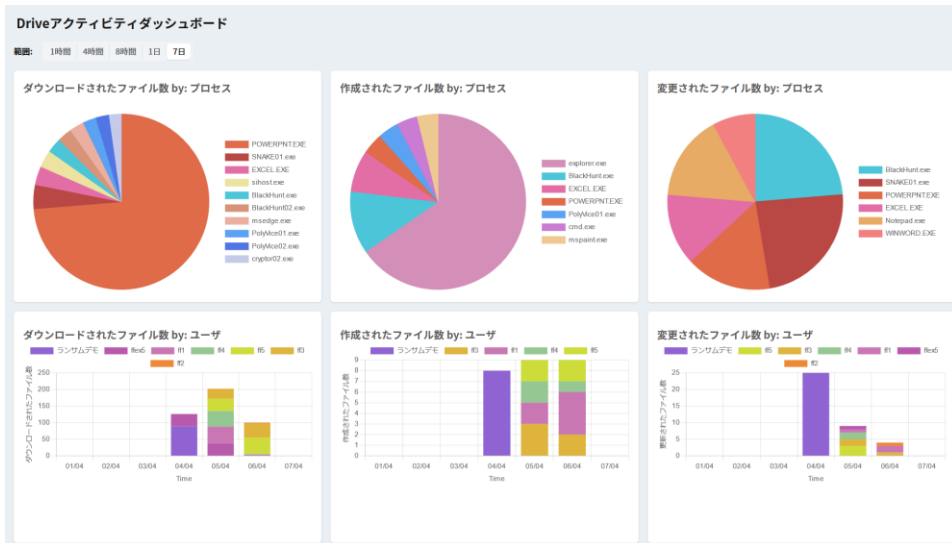 Driveアクティビティダッシュボード
範囲: 1時間 4時間 8時間 1日 7日
ダウンロードされたファイル数 by: プロセス
POWERPNT.EXE
SNAKE01.exe
EXCEL.EXE
sihost.exe
BlackHunt.exe
BlackHunt02.exe
msedge.exe
PolyVice01.exe
PolyVice02.exe
cryptor02.exe
作成されたファイル数 by: プロセス
explorer.exe
BlackHunt.exe
EXCEL.EXE
POWERPNT.EXE
PolyVice01.exe
cmd.exe
mspaint.exe
変更されたファイル数 by: プロセス
BlackHunt.exe
SNAKE01.exe
POWERPNT.EXE
EXCEL.EXE
Notepad.exe
WINWORD.EXE
ダウンロードされたファイル数 by: ユーザ
ランサムデモ ffex5 ff1 ff4 ff5 ff3
ff2
ダウンロードされたファイル数
250
200
150
100
50
0
01/04 02/04 03/04 04/04 05/04 06/04 07/04
Time
作成されたファイル数 by: ユーザ
ランサムデモ ff3 ff1 ff4 ff5
作成されたファイル数
9
8
7
6
5
4
3
2
1
0
01/04 02/04 03/04 04/04 05/04 06/04 07/04
Time
変更されたファイル数 by: ユーザ
ランサムデモ ff5 ff3 ff4 ff1 ffex5
ff2
更新されたファイル数
25
20
15
10
5
0
01/04 02/04 03/04 04/04 05/04 06/04 07/04
Time